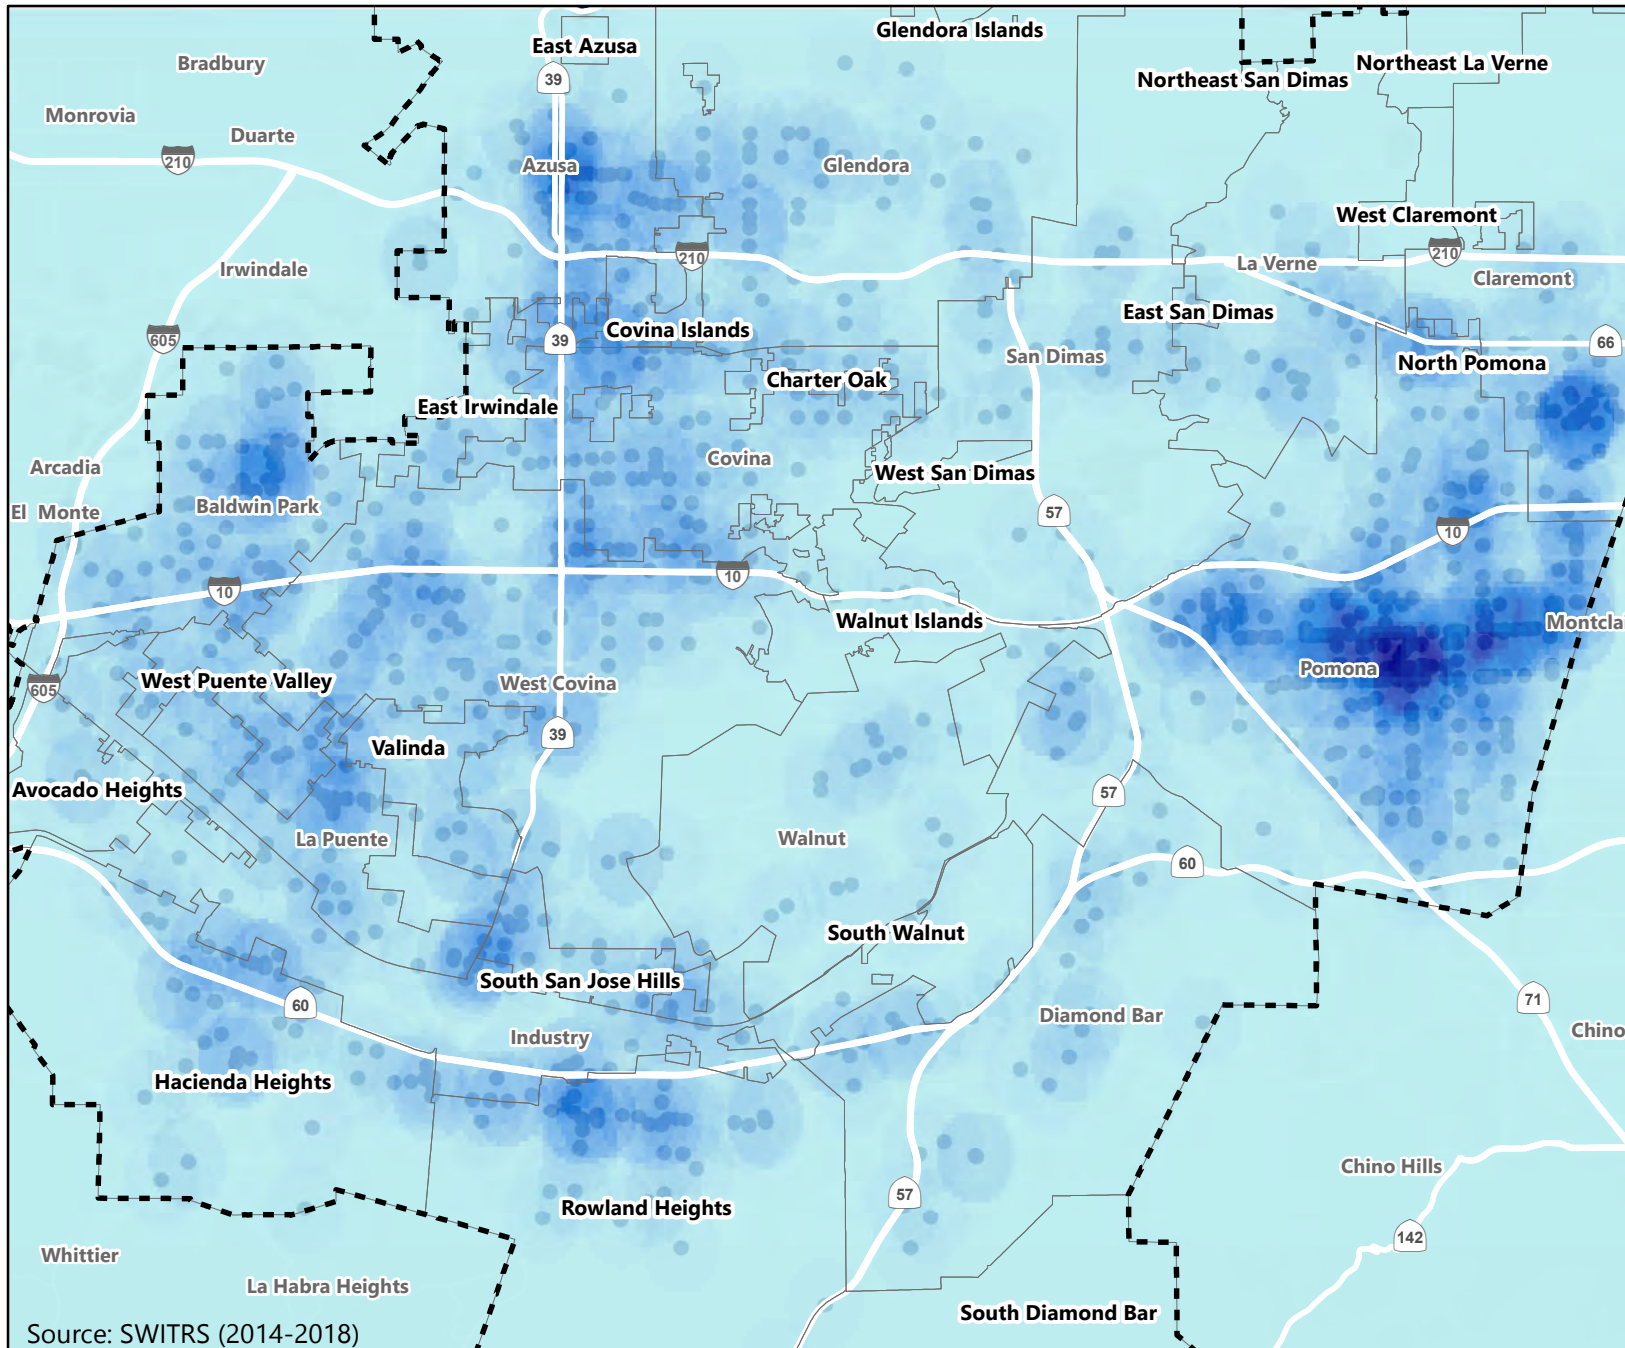 Glendora Islands
East Azusa
Bradbury
Northeast La Verne
39
Northeast San Dimas
Monrovia
Duarte
210
Azusa
Glendora
West Claremont
210
210
La Verne
Irwindale
Claremont
East San Dimas
Covina Islands
605
39
66
San Dimas
North Pomona
Charter Oak
East Irwindale
Covina
Arcadia
West San Dimas
Baldwin Park
El Monte
57
10
10
10
Walnut Islands
Montclai
Pomona
West Puente Valley
West Covina
605
39
Valinda
Avocado Heights
57
La Puente
Walnut
60
South Walnut
South San Jose Hills
60
71
Diamond Bar
Chino
Industry
Hacienda Heights
Chino Hills
57
Rowland Heights
142
Whittier
La Habra Heights
South Diamond Bar
Source: SWITRS (2014-2018)